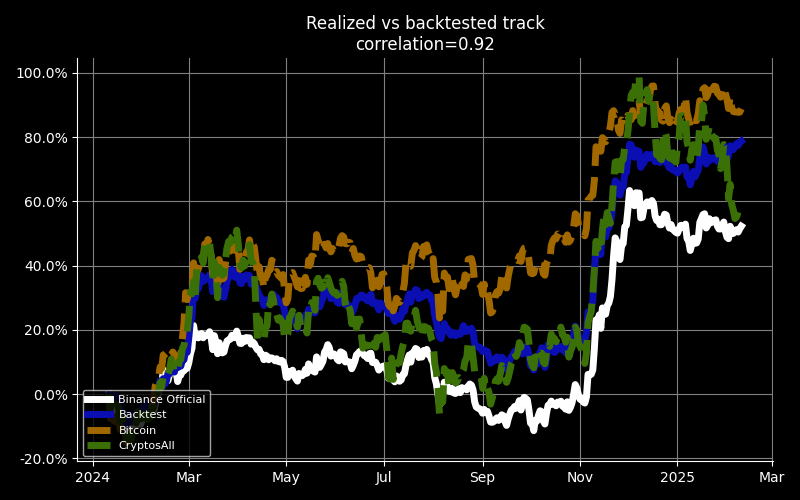 Realized vs backtested track
correlation=0.92
100.0%
80.0%
60.0%
40.0%
20.0%
0.0%
-20.0%
Binance Official
Backtest
Bitcoin
CryptosAll
2024 Mar May Jul Sep Nov 2025 Mar